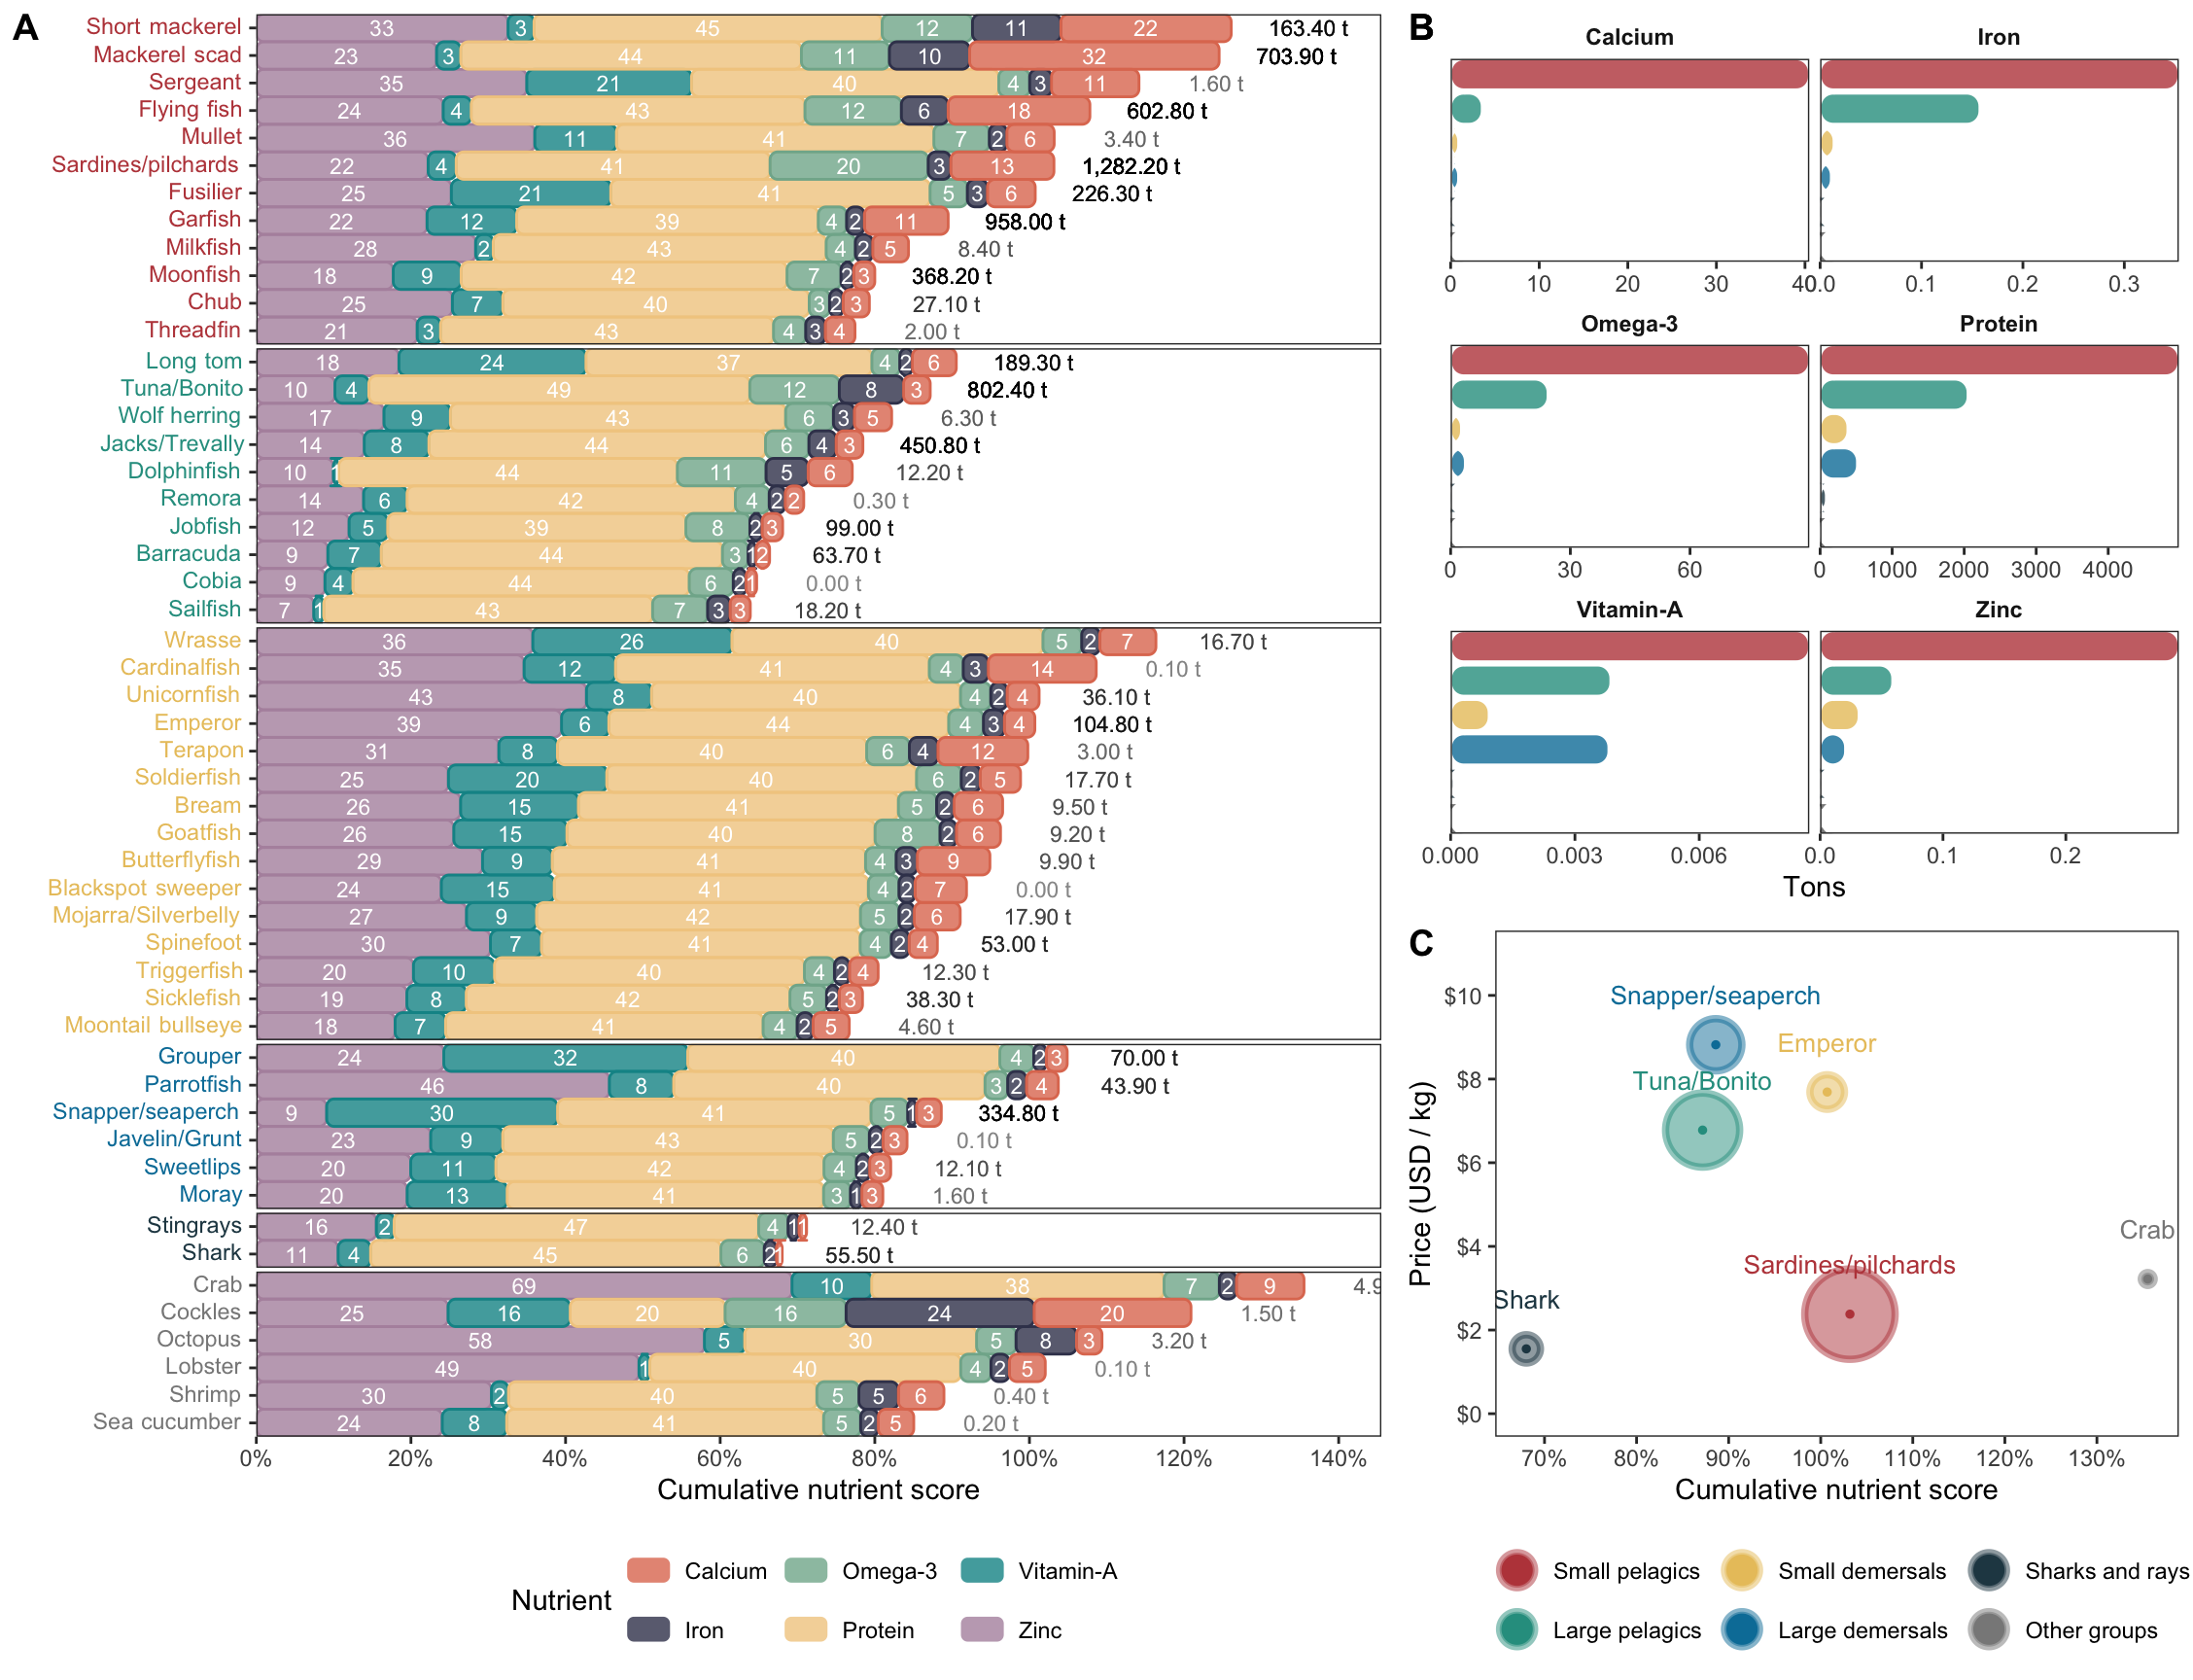 A
Short mackerel 33 3 45 12 11 22 163.40 t
Mackerel scad 23 3 44 11 10 32 703.90 t
Sergeant 35 21 40 4 3 11 1.60 t
Flying fish 24 4 43 12 6 18 602.80 t
Mullet 36 11 41 7 2 6 3.40 t
Sardines/pilchards 22 4 41 20 3 13 1,282.20 t
Fusilier 25 21 41 5 3 6 226.30 t
Garfish 22 12 39 4 2 11 958.00 t
Milkfish 28 2 43 4 2 5 8.40 t
Moonfish 18 9 42 7 2 3 368.20 t
Chub 25 7 40 3 2 3 27.10 t
Threadfin 21 3 43 4 3 4 2.00 t
Long tom 18 24 37 4 2 6 189.30 t
Tuna/Bonito 10 4 49 12 8 3 802.40 t
Wolf herring 17 9 43 6 3 5 6.30 t
Jacks/Trevally 14 8 44 6 4 3 450.80 t
Dolphinfish 10 1 44 11 5 6 12.20 t
Remora 14 6 42 4 2 2 0.30 t
Jobfish 12 5 39 8 2 3 99.00 t
Barracuda 9 7 44 3 1 2 63.70 t
Cobia 9 4 44 6 2 1 0.00 t
Sailfish 7 1 43 7 3 3 18.20 t
Wrasse 36 26 40 5 2 7 16.70 t
Cardinalfish 35 12 41 4 3 14 0.10 t
Unicornfish 43 8 40 4 2 4 36.10 t
Emperor 39 6 44 4 3 4 104.80 t
Terapon 31 8 40 6 4 12 3.00 t
Soldierfish 25 20 40 6 2 5 17.70 t
Bream 26 15 41 5 2 6 9.50 t
Goatfish 26 15 40 8 2 6 9.20 t
Butterflyfish 29 9 41 4 3 9 9.90 t
Blackspot sweeper 24 15 41 4 2 7 0.00 t
Mojarra/Silverbelly 27 9 42 5 2 6 17.90 t
Spinefoot 30 7 41 4 2 4 53.00 t
Triggerfish 20 10 40 4 2 4 12.30 t
Sicklefish 19 8 42 5 2 3 38.30 t
Moontail bullseye 18 7 41 4 2 5 4.60 t
Grouper 24 32 40 4 2 3 70.00 t
Parrotfish 46 8 40 3 2 4 43.90 t
Snapper/seaperch 9 30 41 5 1 3 334.80 t
Javelin/Grunt 23 9 43 5 2 3 0.10 t
Sweetlips 20 11 42 4 2 3 12.10 t
Moray 20 13 41 3 1 3 1.60 t
Stingrays 16 2 47 4 1 1 12.40 t
Shark 11 4 45 6 2 1 55.50 t
Crab 69 10 38 7 2 9 4.9
Cockles 25 16 20 16 24 20 1.50 t
Octopus 58 5 30 5 8 3 3.20 t
Lobster 49 1 40 4 2 5 0.10 t
Shrimp 30 2 40 5 5 6 0.40 t
Sea cucumber 24 8 41 5 2 5 0.20 t
0% 20% 40% 60% 80% 100% 120% 140%
Cumulative nutrient score
Nutrient
Calcium Omega-3 Vitamin-A
Iron Protein Zinc
B
Calcium Iron
0 10 20 30 40 0.0 0.1 0.2 0.3
Omega-3 Protein
0 30 60 0 1000 2000 3000 4000
Vitamin-A Zinc
0.000 0.003 0.006 0.0 0.1 0.2
Tons
C
Price (USD / kg)
$10
$8
$6
$4
$2
$0
Snapper/seaperch
Emperor
Tuna/Bonito
Crab
Sardines/pilchards
Shark
70% 80% 90% 100% 110% 120% 130%
Cumulative nutrient score
Small pelagics Small demersals Sharks and rays
Large pelagics Large demersals Other groups